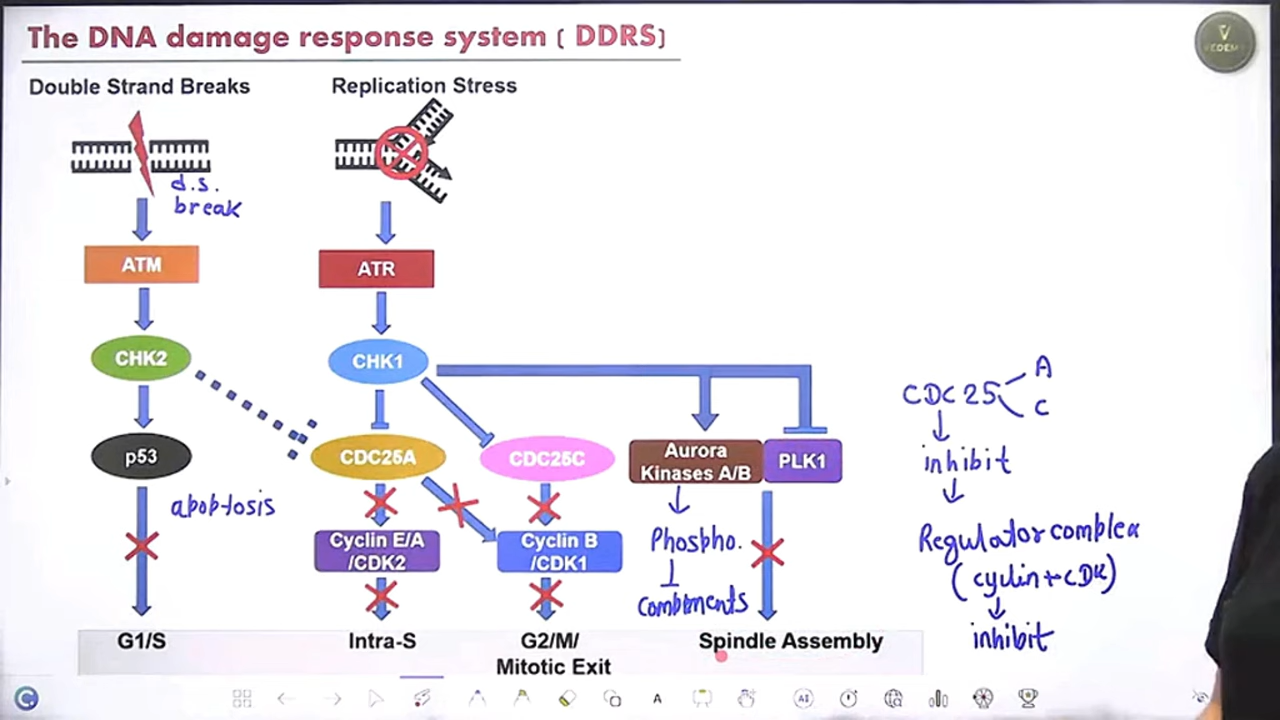 The DNA damage response system ( DDRS)
VEDEMY
Double Strand Breaks
Replication Stress
d.s.
break
ATM
ATR
CHK2
CHK1
p53
CDC25A
CDC25C
Aurora
Kinases A/B
PLK1
apoptosis
Cyclin E/A
/CDK2
Cyclin B
/CDK1
Phospho.
G1/S
Intra-S
G2/M/
Mitotic Exit
Spindle Assembly
CDC25
A
C
inhibit
Regulator complex
(cyclin + CDK)
inhibit
A
AI